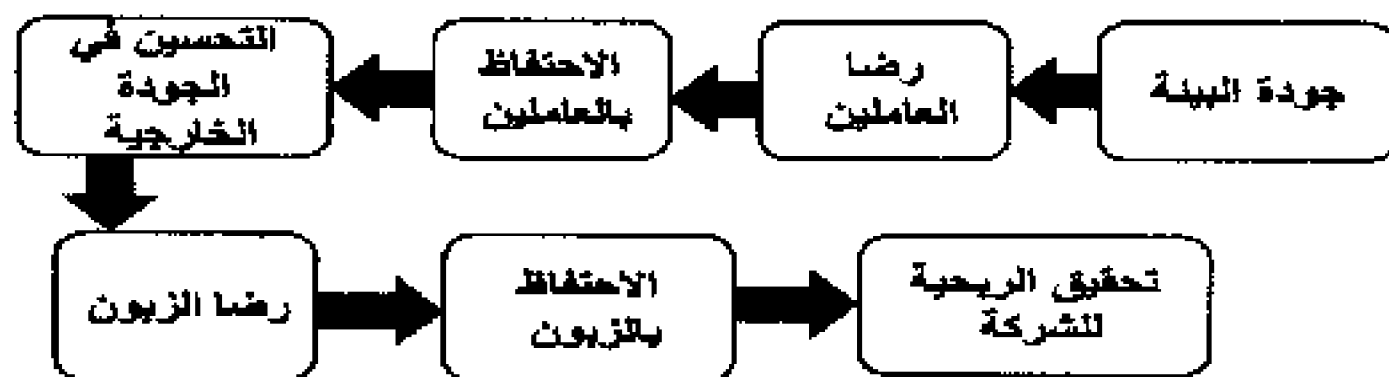 جودة البيئة
رضا
العاملين
الاحتفاظ
بالعاملين
التحسين في
الجودة
الخارجية
رضا الزبون
الاحتفاظ
بالزبون
تحقيق الربحية
للشركة